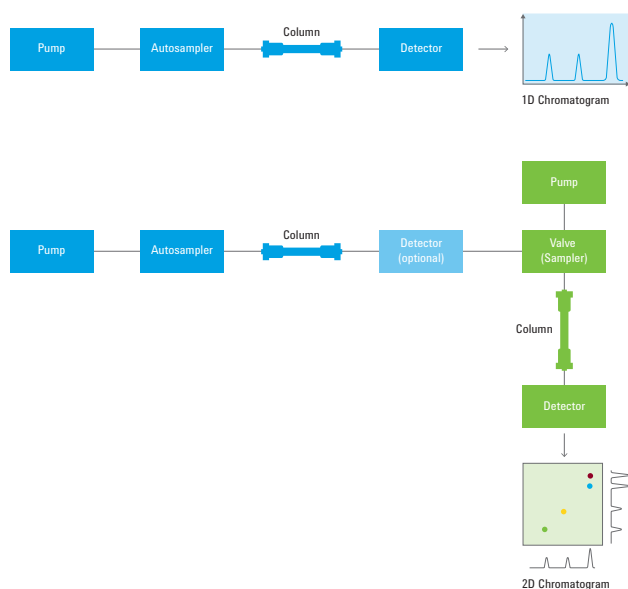 Column
Pump
Autosampler
Detector
1D Chromatogram
Pump
Column
Pump
Autosampler
Detector
(optional)
Valve
(Sampler)
Column
Detector
2D Chromatogram